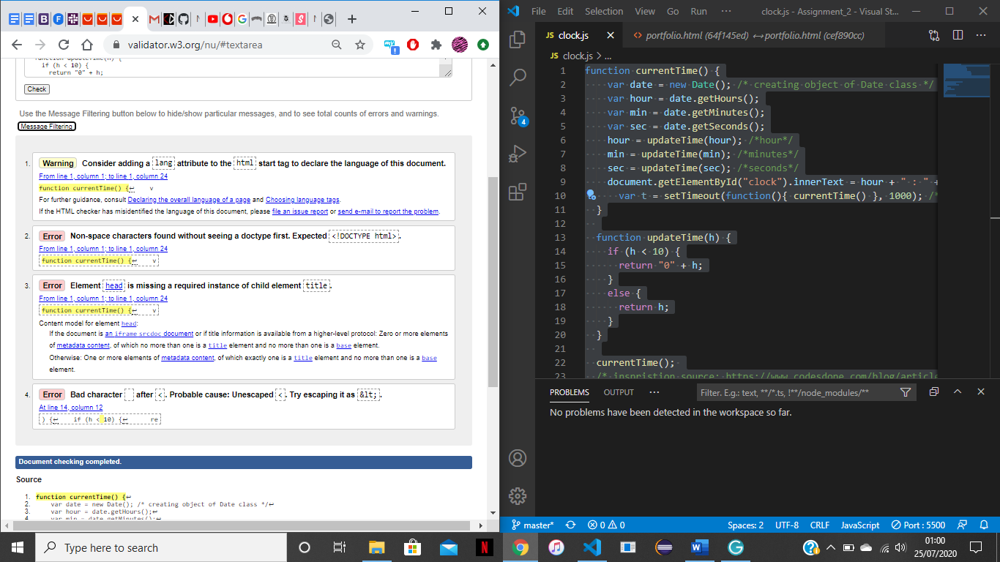 validator.w3.org/nu/#textarea
function updateTime(h) {
if (h < 10) {
return "0" + h;
Check
Use the Message Filtering button below to hide/show particular messages, and to see total counts of errors and warnings.
Message Filtering
1. Warning Consider adding a lang attribute to the html start tag to declare the language of this document.
From line 1, column 1; to line 1, column 24
function currentTime() {↩ v
For further guidance, consult Declaring the overall language of a page and Choosing language tags.
If the HTML checker has misidentified the language of this document, please file an issue report or send e-mail to report the problem.
2. Error Non-space characters found without seeing a doctype first. Expected <!DOCTYPE html>.
From line 1, column 1; to line 1, column 24
function currentTime() {↩ v
3. Error Element head is missing a required instance of child element title.
From line 1, column 1; to line 1, column 24
function currentTime() {↩ v
Content model for element head:
If the document is an iframe srcdoc document or if title information is available from a higher-level protocol: Zero or more elements
of metadata content, of which no more than one is a title element and no more than one is a base element.
Otherwise: One or more elements of metadata content, of which exactly one is a title element and no more than one is a base
element.
4. Error Bad character after <. Probable cause: Unescaped <. Try escaping it as &lt;.
At line 14, column 12
) {↩ if (h < 10) {↩ re
Document checking completed.
Source
1. function currentTime() {↩
2. var date = new Date(); /* creating object of Date class */↩
3. var hour = date.getHours();↩
4. var min = date.getMinutes();↩
File Edit Selection View Go Run ··· clock.js - Assignment_2 - Visual St...
JS clock.js <> portfolio.html (64f145ed) ↔ portfolio.html (cef890cc)
JS clock.js > ...
1 function currentTime() {
2 var date = new Date(); /* creating object of Date class */
3 var hour = date.getHours();
4 var min = date.getMinutes();
5 var sec = date.getSeconds();
6 hour = updateTime(hour); /*hour*/
7 min = updateTime(min); /*minutes*/
8 sec = updateTime(sec); /*seconds*/
9 document.getElementById("clock").innerText = hour + " : " +
10 var t = setTimeout(function(){ currentTime() }, 1000); /*
11 }
12
13 function updateTime(h) {
14 if (h < 10) {
15 return "0" + h;
16 }
17 else {
18 return h;
19 }
20 }
21
22 currentTime();
23 /* inspristion source: https://www.codesdope.com/blog/article
4
PROBLEMS OUTPUT ··· Filter. E.g.: text, **/*.ts, !**/node_modules/**
No problems have been detected in the workspace so far.
master* 0 0 Spaces: 2 UTF-8 CRLF JavaScript Port : 5500
Type here to search
01:00
25/07/2020